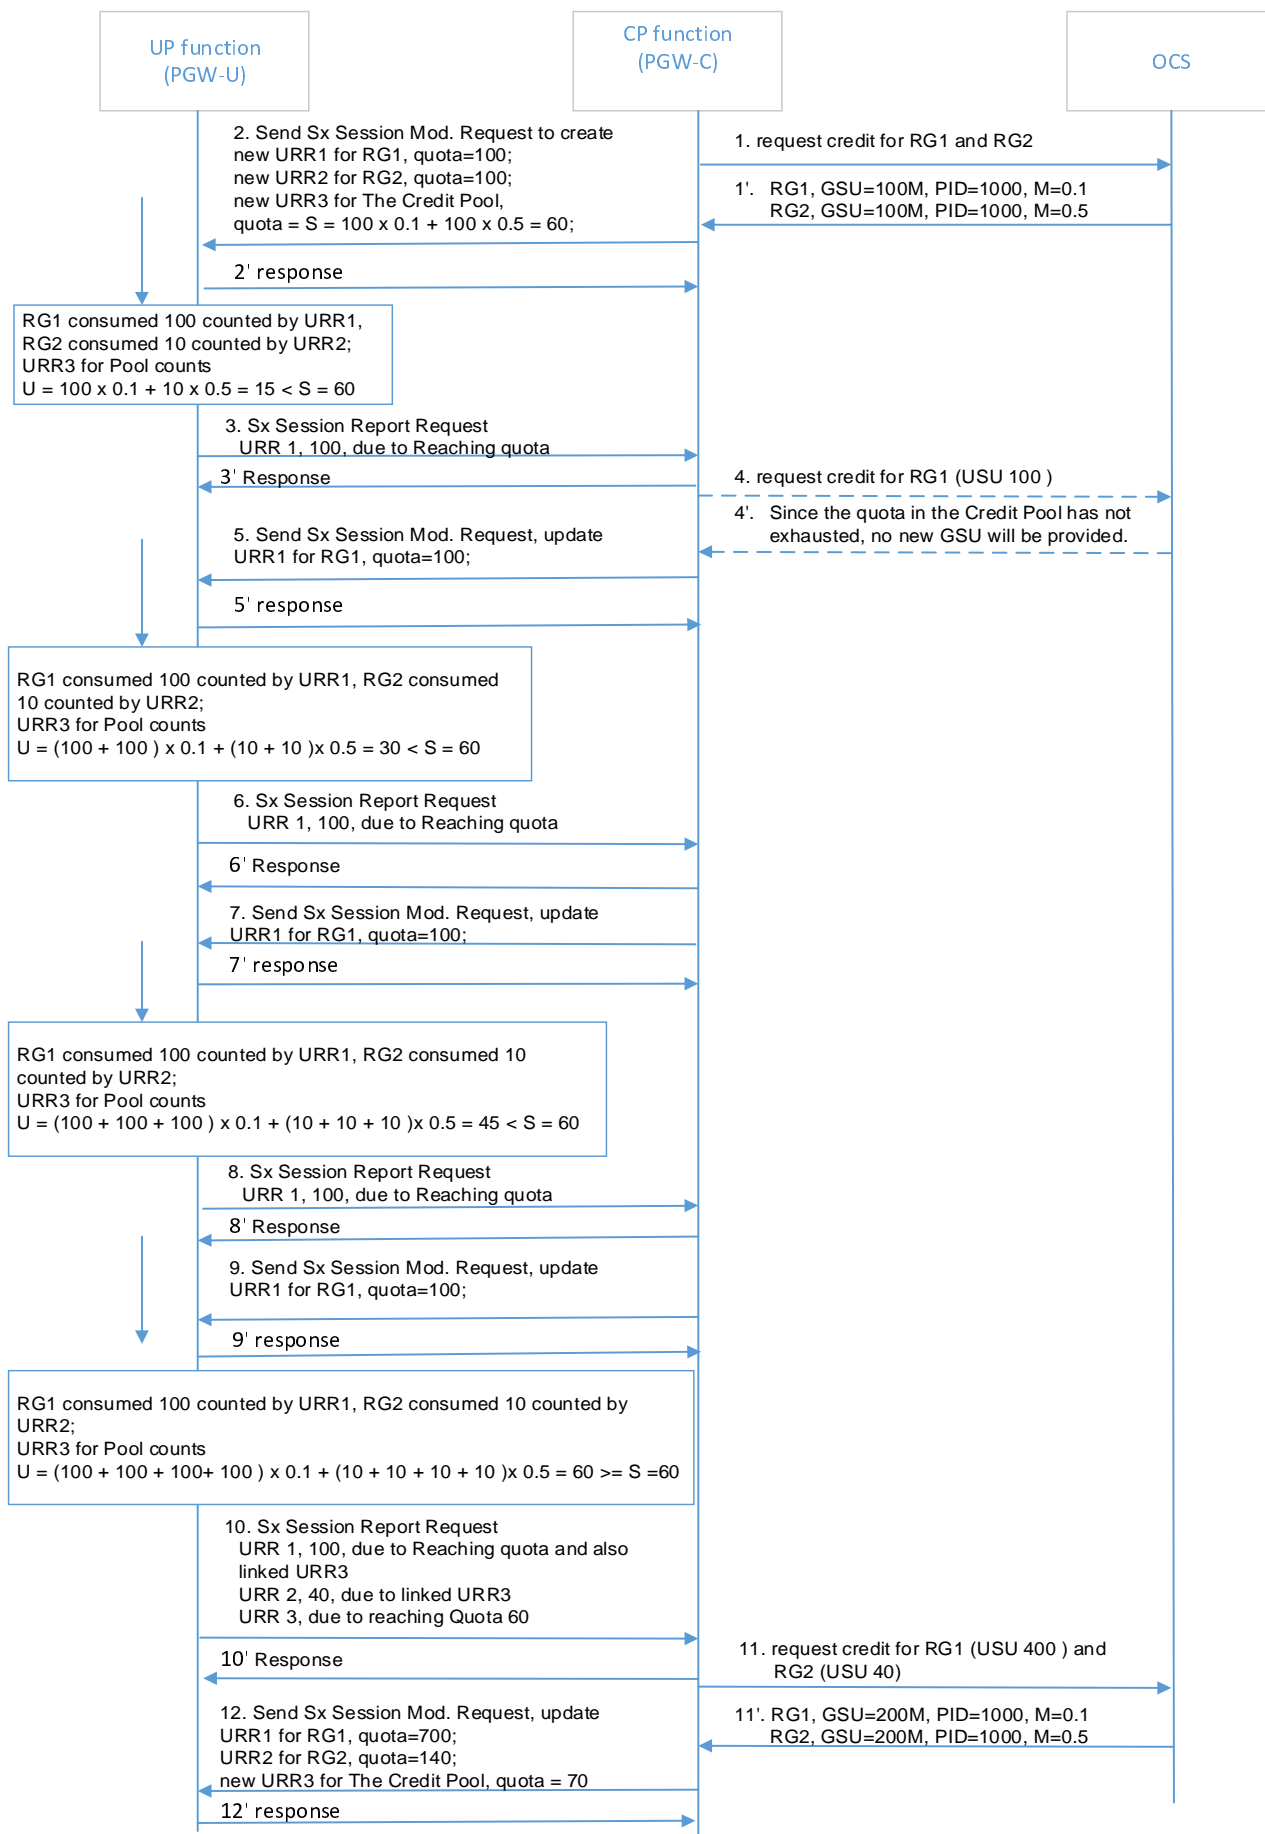 UP function
(PGW-U)
CP function
(PGW-C)
OCS
2. Send Sx Session Mod. Request to create
new URR1 for RG1, quota=100;
new URR2 for RG2, quota=100;
new URR3 for The Credit Pool,
quota = S = 100 x 0.1 + 100 x 0.5 = 60;
1. request credit for RG1 and RG2
1'. RG1, GSU=100M, PID=1000, M=0.1
RG2, GSU=100M, PID=1000, M=0.5
2' response
RG1 consumed 100 counted by URR1,
RG2 consumed 10 counted by URR2;
URR3 for Pool counts
U = 100 x 0.1 + 10 x 0.5 = 15 < S = 60
3. Sx Session Report Request
URR 1, 100, due to Reaching quota
3' Response
4. request credit for RG1 (USU 100 )
4'. Since the quota in the Credit Pool has not
exhausted, no new GSU will be provided.
5. Send Sx Session Mod. Request, update
URR1 for RG1, quota=100;
5' response
RG1 consumed 100 counted by URR1, RG2 consumed
10 counted by URR2;
URR3 for Pool counts
U = (100 + 100 ) x 0.1 + (10 + 10 )x 0.5 = 30 < S = 60
6. Sx Session Report Request
URR 1, 100, due to Reaching quota
6' Response
7. Send Sx Session Mod. Request, update
URR1 for RG1, quota=100;
7' response
RG1 consumed 100 counted by URR1, RG2 consumed 10
counted by URR2;
URR3 for Pool counts
U = (100 + 100 + 100 ) x 0.1 + (10 + 10 + 10 )x 0.5 = 45 < S = 60
8. Sx Session Report Request
URR 1, 100, due to Reaching quota
8' Response
9. Send Sx Session Mod. Request, update
URR1 for RG1, quota=100;
9' response
RG1 consumed 100 counted by URR1, RG2 consumed 10 counted by
URR2;
URR3 for Pool counts
U = (100 + 100 + 100+ 100 ) x 0.1 + (10 + 10 + 10 + 10 )x 0.5 = 60 >= S =60
10. Sx Session Report Request
URR 1, 100, due to Reaching quota and also
linked URR3
URR 2, 40, due to linked URR3
URR 3, due to reaching Quota 60
10' Response
11. request credit for RG1 (USU 400 ) and
RG2 (USU 40)
12. Send Sx Session Mod. Request, update
URR1 for RG1, quota=700;
URR2 for RG2, quota=140;
new URR3 for The Credit Pool, quota = 70
11'. RG1, GSU=200M, PID=1000, M=0.1
RG2, GSU=200M, PID=1000, M=0.5
12' response